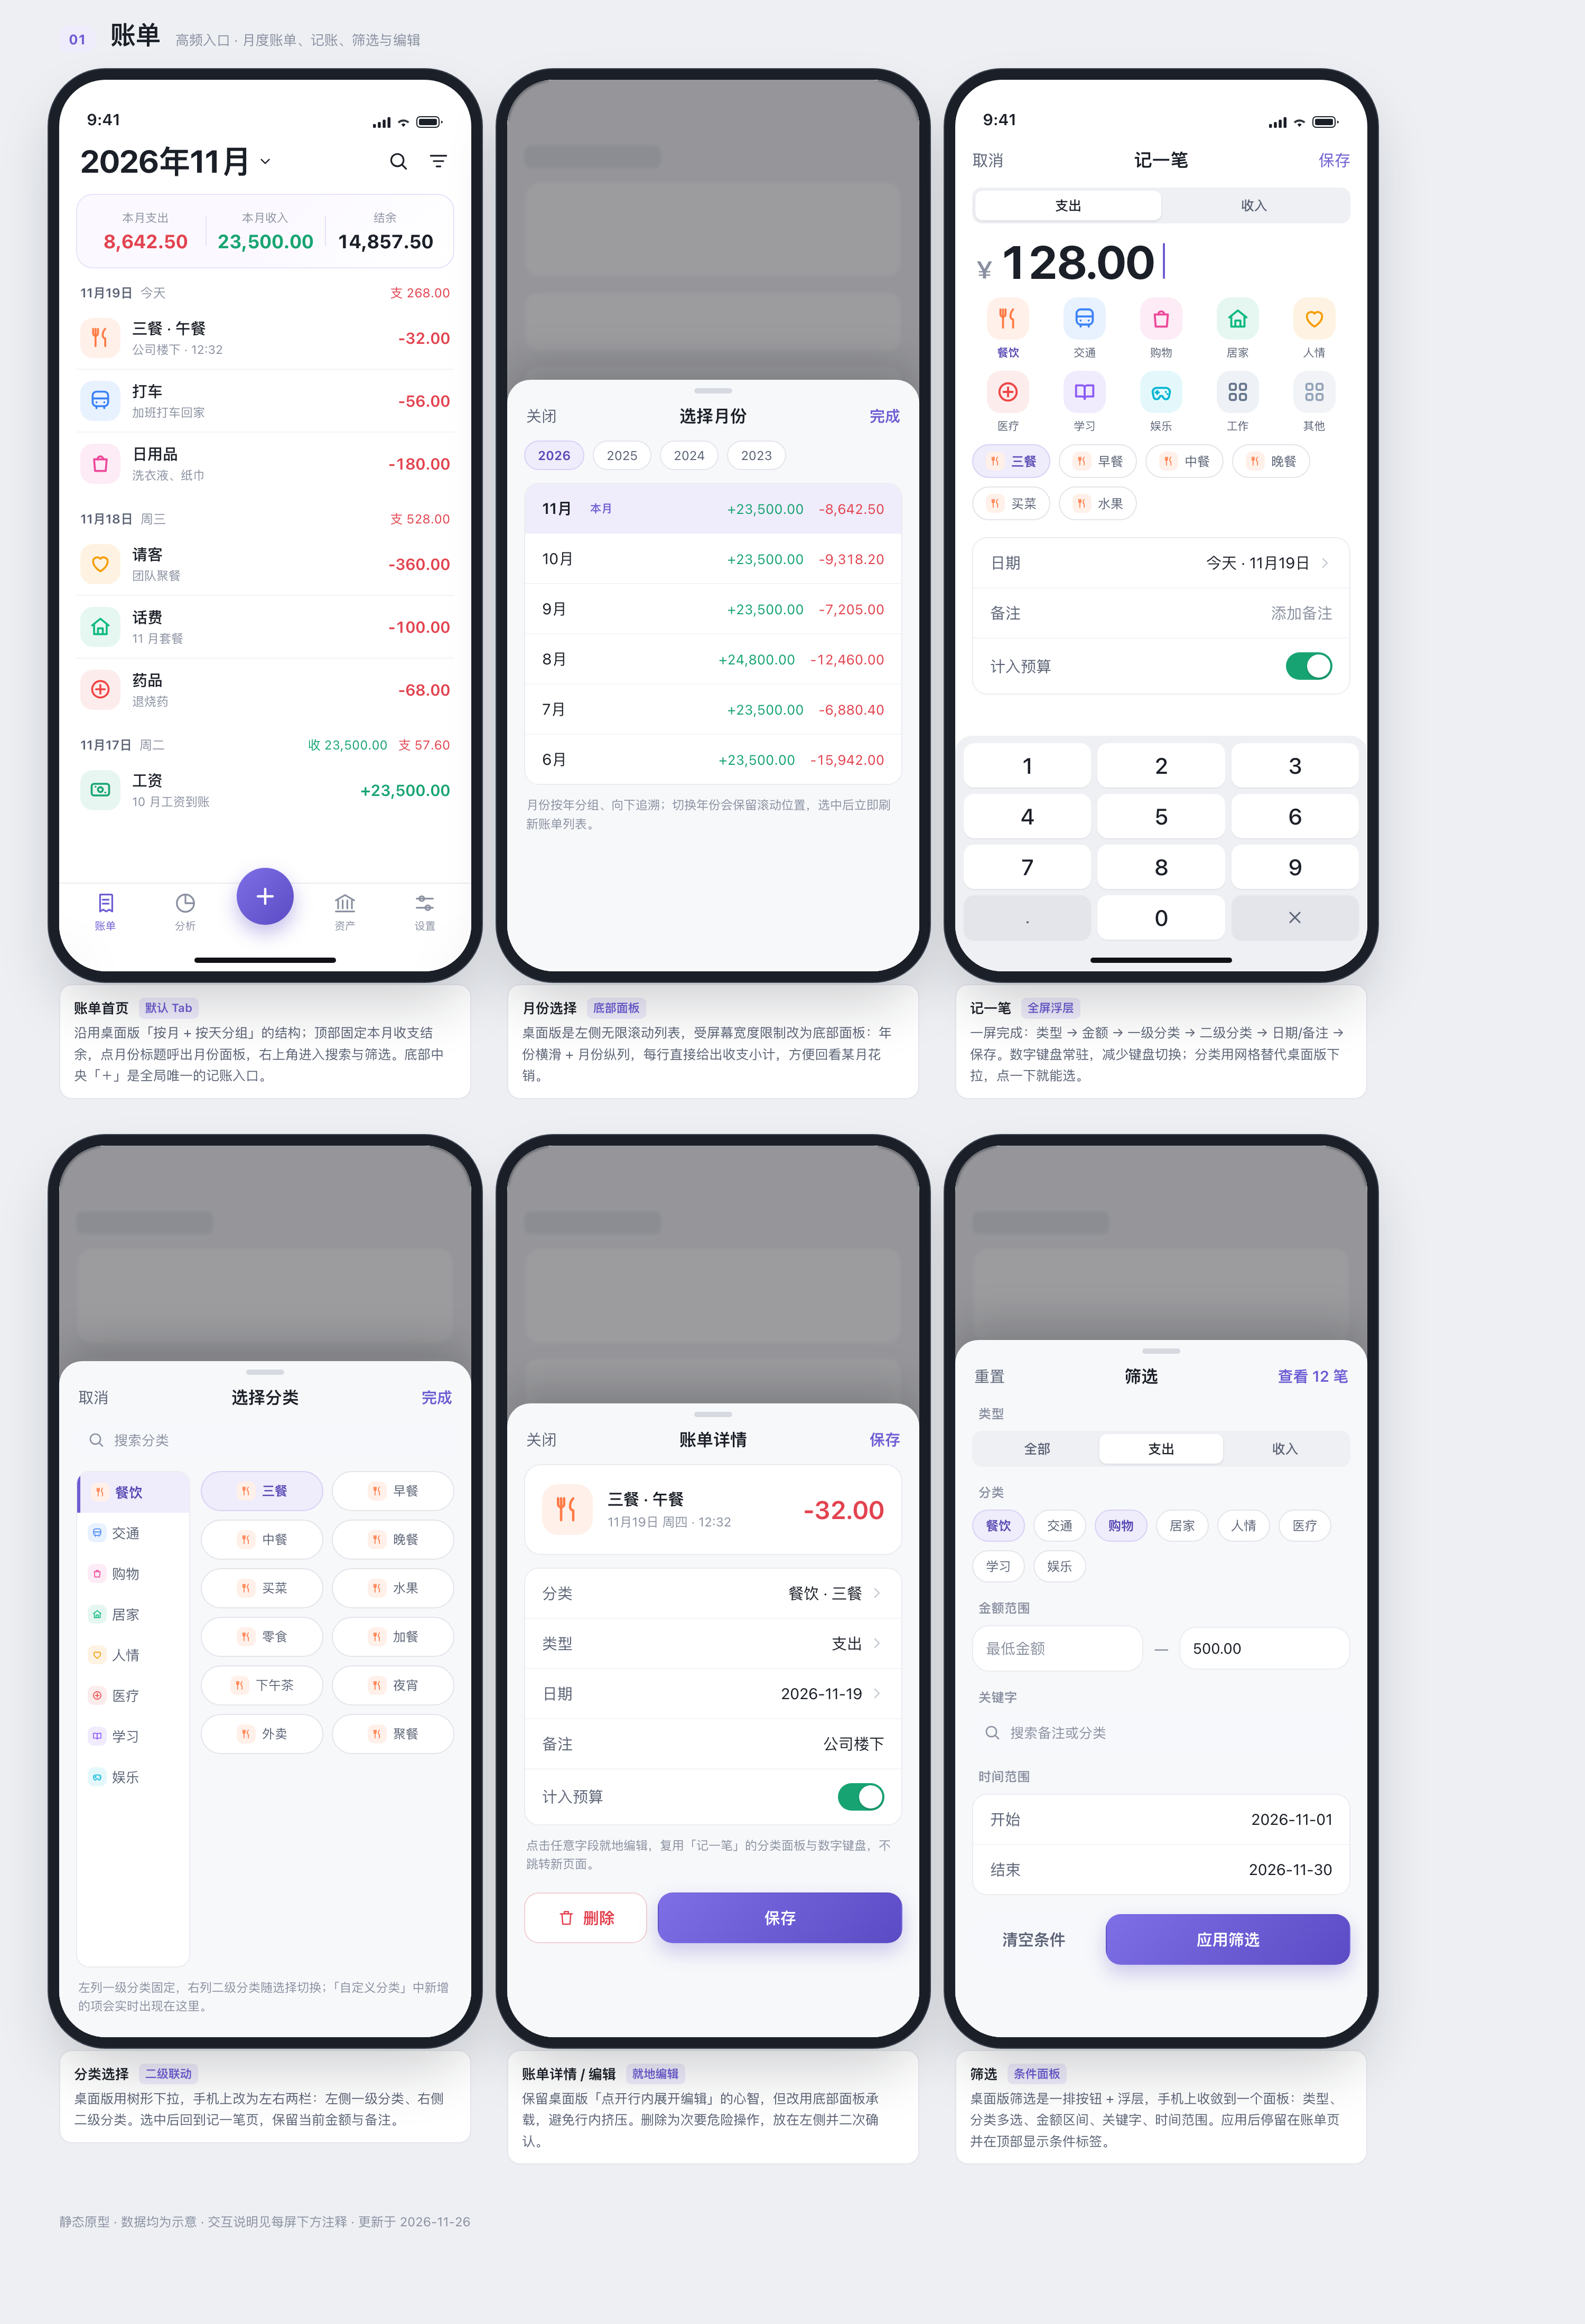 01 账单 高频入口 · 月度账单、记账、筛选与编辑
9:41
2026年11月
本月支出 本月收入 结余
8,642.50 23,500.00 14,857.50
11月19日 今天 支 268.00
三餐 · 午餐 -32.00
公司楼下 · 12:32
打车 -56.00
加班打车回家
日用品 -180.00
洗衣液、纸巾
11月18日 周三 支 528.00
请客 -360.00
团队聚餐
话费 -100.00
11 月套餐
药品 -68.00
退烧药
11月17日 周二 收 23,500.00 支 57.60
工资 +23,500.00
10 月工资到账
账单 分析 资产 设置
账单首页 默认 Tab
沿用桌面版「按月 + 按天分组」的结构；顶部固定本月收支结
余，点月份标题呼出月份面板，右上角进入搜索与筛选。底部中
央「＋」是全局唯一的记账入口。
关闭 选择月份 完成
2026 2025 2024 2023
11月 本月 +23,500.00 -8,642.50
10月 +23,500.00 -9,318.20
9月 +23,500.00 -7,205.00
8月 +24,800.00 -12,460.00
7月 +23,500.00 -6,880.40
6月 +23,500.00 -15,942.00
月份按年分组、向下追溯；切换年份会保留滚动位置，选中后立即刷
新账单列表。
月份选择 底部面板
桌面版是左侧无限滚动列表，受屏幕宽度限制改为底部面板：年
份横滑 + 月份纵列，每行直接给出收支小计，方便回看某月花
销。
9:41
取消 记一笔 保存
支出 收入
¥ 128.00
餐饮 交通 购物 居家 人情
医疗 学习 娱乐 工作 其他
三餐 早餐 中餐 晚餐
买菜 水果
日期 今天 · 11月19日
备注 添加备注
计入预算
1 2 3
4 5 6
7 8 9
. 0
记一笔 全屏浮层
一屏完成：类型 → 金额 → 一级分类 → 二级分类 → 日期/备注 →
保存。数字键盘常驻，减少键盘切换；分类用网格替代桌面版下
拉，点一下就能选。
取消 选择分类 完成
搜索分类
餐饮 三餐 早餐
交通 中餐 晚餐
购物 买菜 水果
居家 零食 加餐
人情 下午茶 夜宵
医疗 外卖 聚餐
学习
娱乐
左列一级分类固定，右列二级分类随选择切换；「自定义分类」中新增
的项会实时出现在这里。
分类选择 二级联动
桌面版用树形下拉，手机上改为左右两栏：左侧一级分类、右侧
二级分类。选中后回到记一笔页，保留当前金额与备注。
关闭 账单详情 保存
三餐 · 午餐 -32.00
11月19日 周四 · 12:32
分类 餐饮 · 三餐
类型 支出
日期 2026-11-19
备注 公司楼下
计入预算
点击任意字段就地编辑，复用「记一笔」的分类面板与数字键盘，不
跳转新页面。
删除 保存
账单详情 / 编辑 就地编辑
保留桌面版「点开行内展开编辑」的心智，但改用底部面板承
载，避免行内挤压。删除为次要危险操作，放在左侧并二次确
认。
重置 筛选 查看 12 笔
类型
全部 支出 收入
分类
餐饮 交通 购物 居家 人情 医疗
学习 娱乐
金额范围
最低金额 — 500.00
关键字
搜索备注或分类
时间范围
开始 2026-11-01
结束 2026-11-30
清空条件 应用筛选
筛选 条件面板
桌面版筛选是一排按钮 + 浮层，手机上收敛到一个面板：类型、
分类多选、金额区间、关键字、时间范围。应用后停留在账单页
并在顶部显示条件标签。
静态原型 · 数据均为示意 · 交互说明见每屏下方注释 · 更新于 2026-11-26